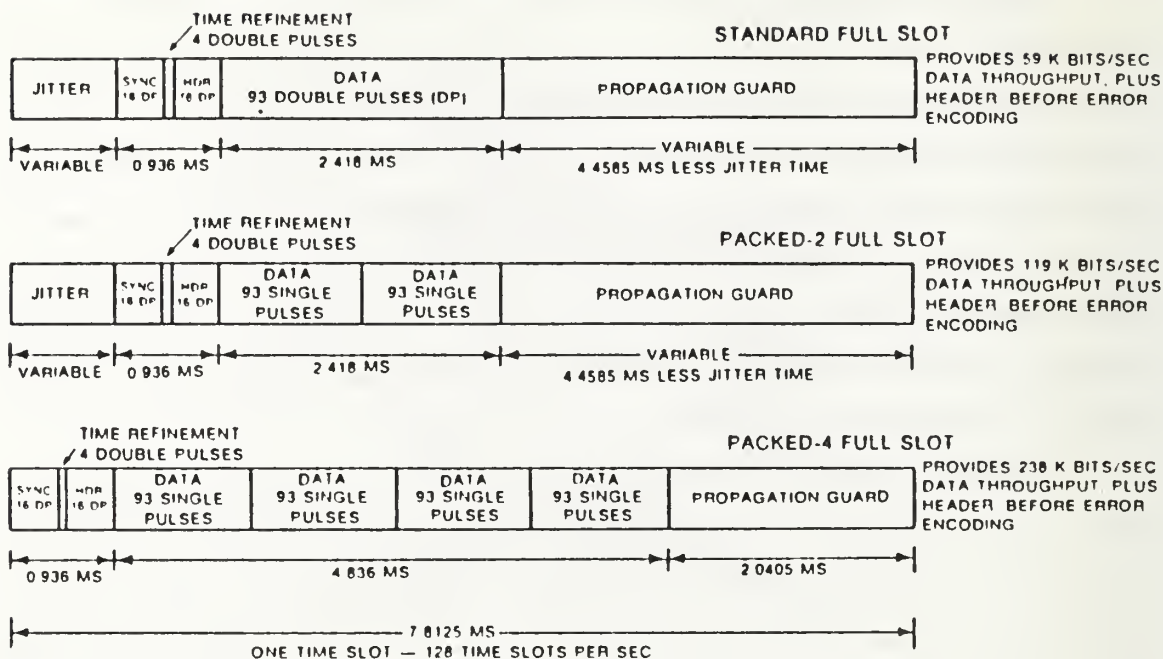 TIME REFINEMENT
4 DOUBLE PULSES
STANDARD FULL SLOT
JITTER
SYNC
16 DP
HDR
16 DP
DATA
93 DOUBLE PULSES (DP)
PROPAGATION GUARD
PROVIDES 59 K BITS/SEC
DATA THROUGHPUT, PLUS
HEADER BEFORE ERROR
ENCODING
VARIABLE
0.936 MS
2.418 MS
VARIABLE
4.4585 MS LESS JITTER TIME
TIME REFINEMENT
4 DOUBLE PULSES
PACKED-2 FULL SLOT
JITTER
SYNC
16 DP
HDR
16 DP
DATA
93 SINGLE
PULSES
DATA
93 SINGLE
PULSES
PROPAGATION GUARD
PROVIDES 119 K BITS/SEC
DATA THROUGHPUT PLUS
HEADER BEFORE ERROR
ENCODING
VARIABLE
0.936 MS
2.418 MS
VARIABLE
4.4585 MS LESS JITTER TIME
TIME REFINEMENT
4 DOUBLE PULSES
PACKED-4 FULL SLOT
SYNC
16 DP
HDR
16 DP
DATA
93 SINGLE
PULSES
DATA
93 SINGLE
PULSES
DATA
93 SINGLE
PULSES
DATA
93 SINGLE
PULSES
PROPAGATION GUARD
PROVIDES 238 K BITS/SEC
DATA THROUGHPUT, PLUS
HEADER BEFORE ERROR
ENCODING
0.936 MS
4.836 MS
2.0405 MS
7.8125 MS
ONE TIME SLOT — 128 TIME SLOTS PER SEC